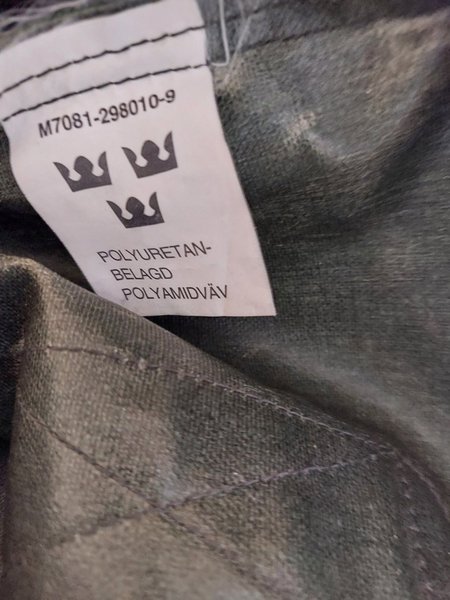 M7081-298010-9
POLYURETAN-
BELAGD
POLYAMIDVÄV